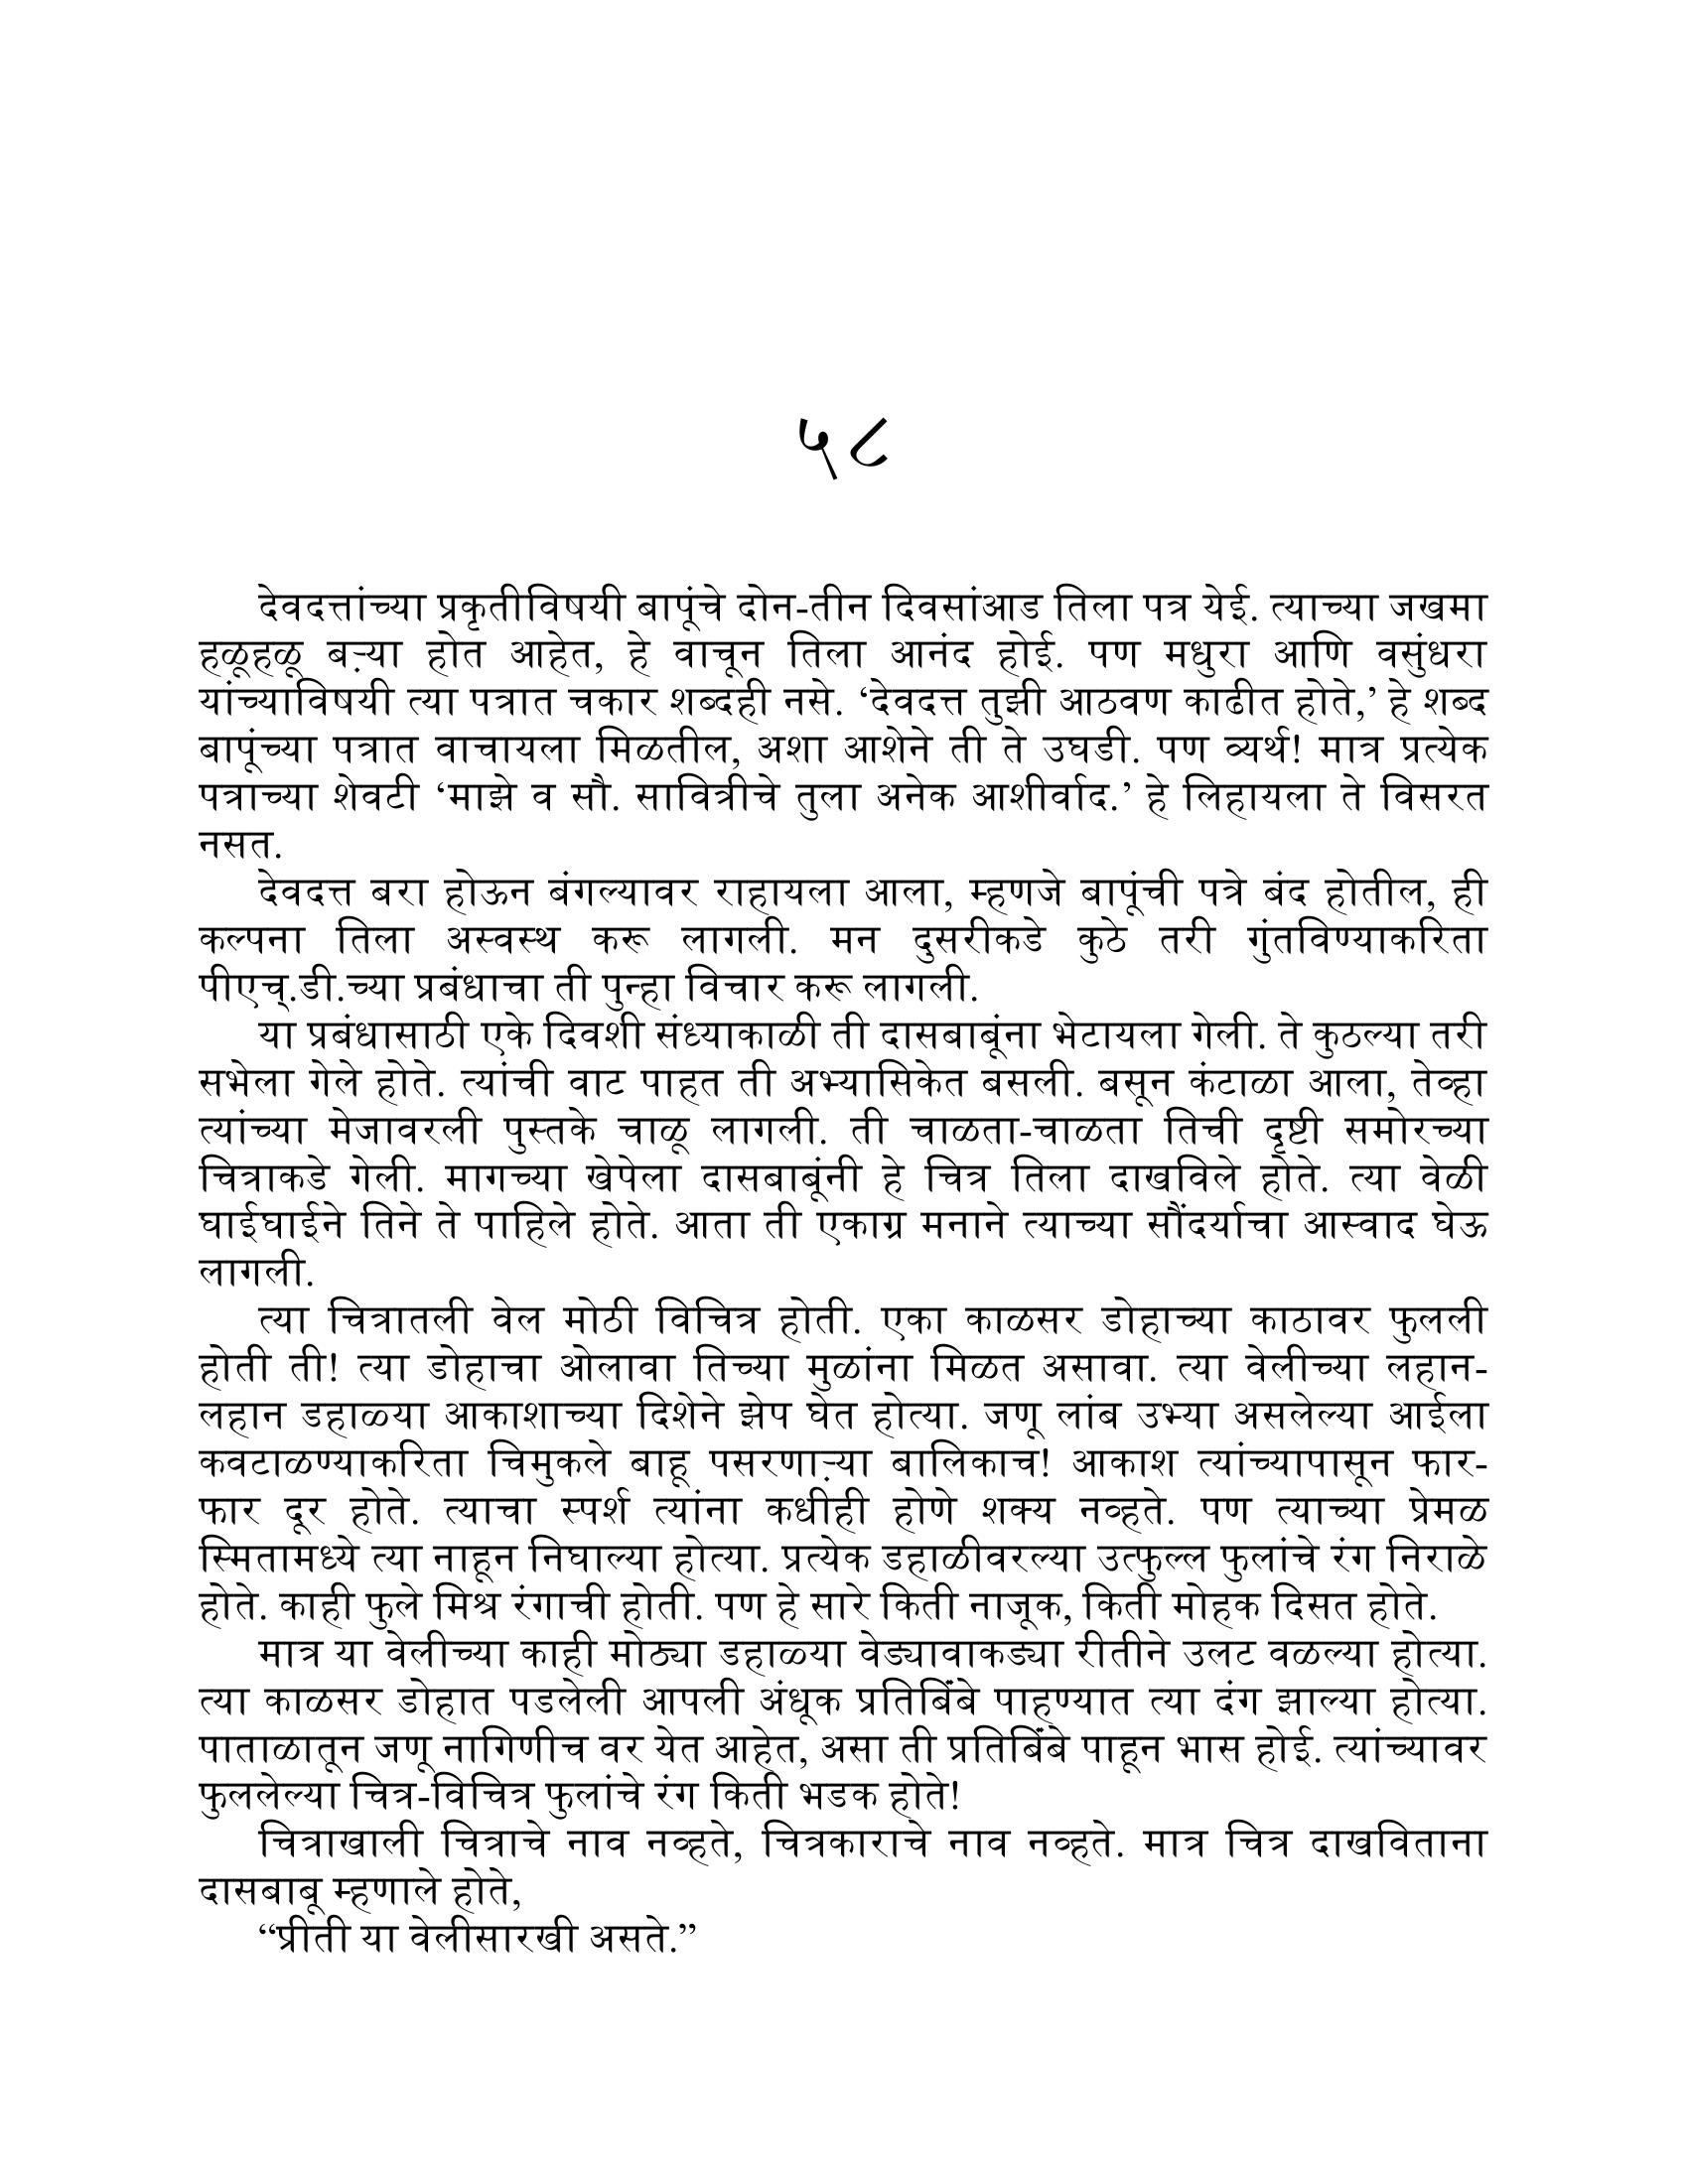 ५८
देवदत्तांच्या प्रकृतीविषयी बापूंचे दोन-तीन दिवसांआड तिला पत्र येई. त्याच्या जखमा
हळूहळू बऱ्या होत आहेत, हे वाचून तिला आनंद होई. पण मधुरा आणि वसुंधरा
यांच्याविषयी त्या पत्रात चकार शब्दही नसे. ‘देवदत्त तुझी आठवण काढीत होते,’ हे शब्द
बापूंच्या पत्रात वाचायला मिळतील, अशा आशेने ती ते उघडी. पण व्यर्थ! मात्र प्रत्येक
पत्राच्या शेवटी ‘माझे व सौ. सावित्रीचे तुला अनेक आशीर्वाद.’ हे लिहायला ते विसरत
नसत.
देवदत्त बरा होऊन बंगल्यावर राहायला आला, म्हणजे बापूंची पत्रे बंद होतील, ही
कल्पना तिला अस्वस्थ करू लागली. मन दुसरीकडे कुठे तरी गुंतविण्याकरिता
पीएच्.डी.च्या प्रबंधाचा ती पुन्हा विचार करू लागली.
या प्रबंधासाठी एके दिवशी संध्याकाळी ती दासबाबूंना भेटायला गेली. ते कुठल्या तरी
सभेला गेले होते. त्यांची वाट पाहत ती अभ्यासिकेत बसली. बसून कंटाळा आला, तेव्हा
त्यांच्या मेजावरली पुस्तके चाळू लागली. ती चाळता-चाळता तिची दृष्टी समोरच्या
चित्राकडे गेली. मागच्या खेपेला दासबाबूंनी हे चित्र तिला दाखविले होते. त्या वेळी
घाईघाईने तिने ते पाहिले होते. आता ती एकाग्र मनाने त्याच्या सौंदर्याचा आस्वाद घेऊ
लागली.
त्या चित्रातली वेल मोठी विचित्र होती. एका काळसर डोहाच्या काठावर फुलली
होती ती! त्या डोहाचा ओलावा तिच्या मुळांना मिळत असावा. त्या वेलीच्या लहान-
लहान डहाळ्या आकाशाच्या दिशेने झेप घेत होत्या. जणू लांब उभ्या असलेल्या आईला
कवटाळण्याकरिता चिमुकले बाहू पसरणाऱ्या बालिकाच! आकाश त्यांच्यापासून फार-
फार दूर होते. त्याचा स्पर्श त्यांना कधीही होणे शक्य नव्हते. पण त्याच्या प्रेमळ
स्मितामध्ये त्या नाहून निघाल्या होत्या. प्रत्येक डहाळीवरल्या उत्फुल्ल फुलांचे रंग निराळे
होते. काही फुले मिश्र रंगाची होती. पण हे सारे किती नाजूक, किती मोहक दिसत होते.
मात्र या वेलीच्या काही मोठ्या डहाळ्या वेड्यावाकड्या रीतीने उलट वळल्या होत्या.
त्या काळसर डोहात पडलेली आपली अंधूक प्रतिबिंबे पाहण्यात त्या दंग झाल्या होत्या.
पाताळातून जणू नागिणीच वर येत आहेत, असा ती प्रतिबिंबे पाहून भास होई. त्यांच्यावर
फुललेल्या चित्र-विचित्र फुलांचे रंग किती भडक होते!
चित्राखाली चित्राचे नाव नव्हते, चित्रकाराचे नाव नव्हते. मात्र चित्र दाखविताना
दासबाबू म्हणाले होते,
“प्रीती या वेलीसारखी असते.”